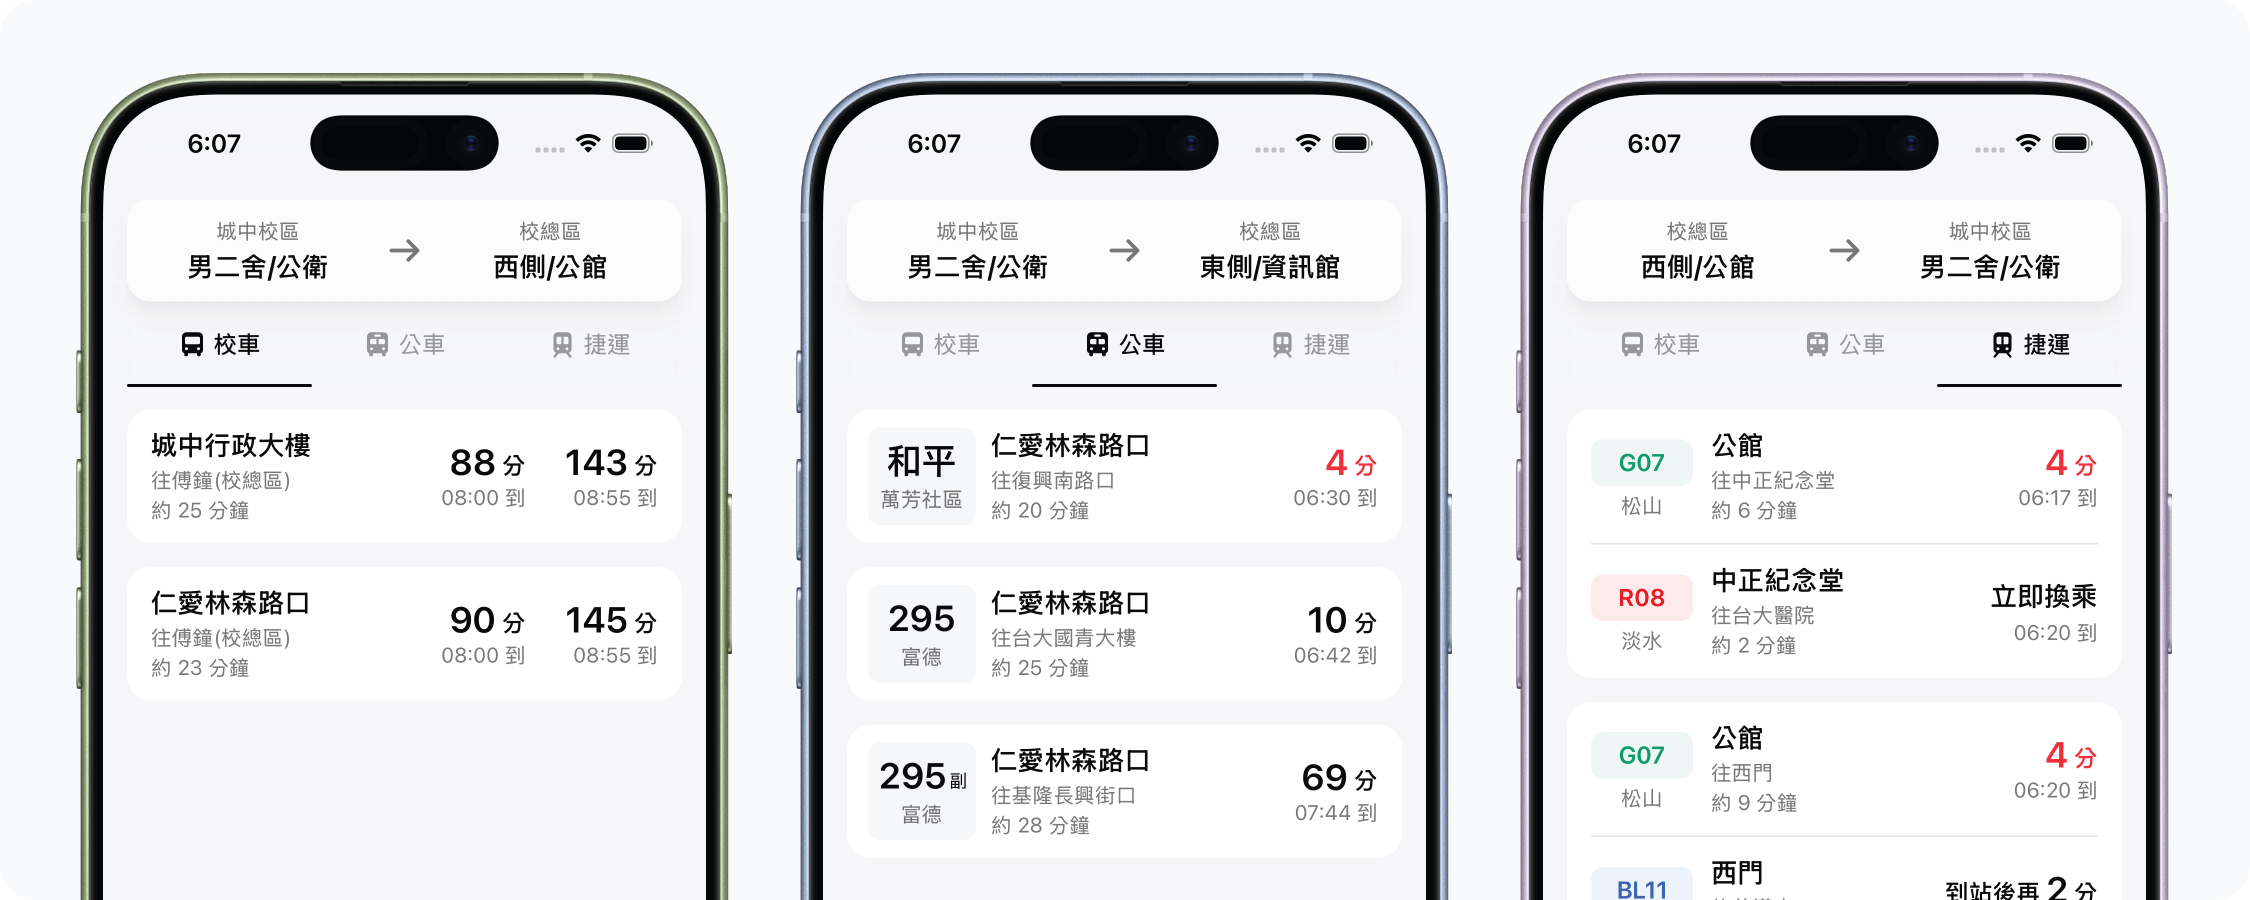 6:07
城中校區
男二舍/公衛
校總區
西側/公館
校車
公車
捷運
城中行政大樓
往傅鐘(校總區)
約 25 分鐘
88 分
08:00 到
143 分
08:55 到
仁愛林森路口
往傅鐘(校總區)
約 23 分鐘
90 分
08:00 到
145 分
08:55 到
6:07
城中校區
男二舍/公衛
校總區
東側/資訊館
校車
公車
捷運
和平
萬芳社區
仁愛林森路口
往復興南路口
約 20 分鐘
4 分
06:30 到
295
富德
仁愛林森路口
往台大國青大樓
約 25 分鐘
10 分
06:42 到
295副
富德
仁愛林森路口
往基隆長興街口
約 28 分鐘
69 分
07:44 到
6:07
校總區
西側/公館
城中校區
男二舍/公衛
校車
公車
捷運
G07
松山
公館
往中正紀念堂
約 6 分鐘
4 分
06:17 到
R08
淡水
中正紀念堂
往台大醫院
約 2 分鐘
立即換乘
06:20 到
G07
松山
公館
往西門
約 9 分鐘
4 分
06:20 到
BL11
西門
到站後再 2 分